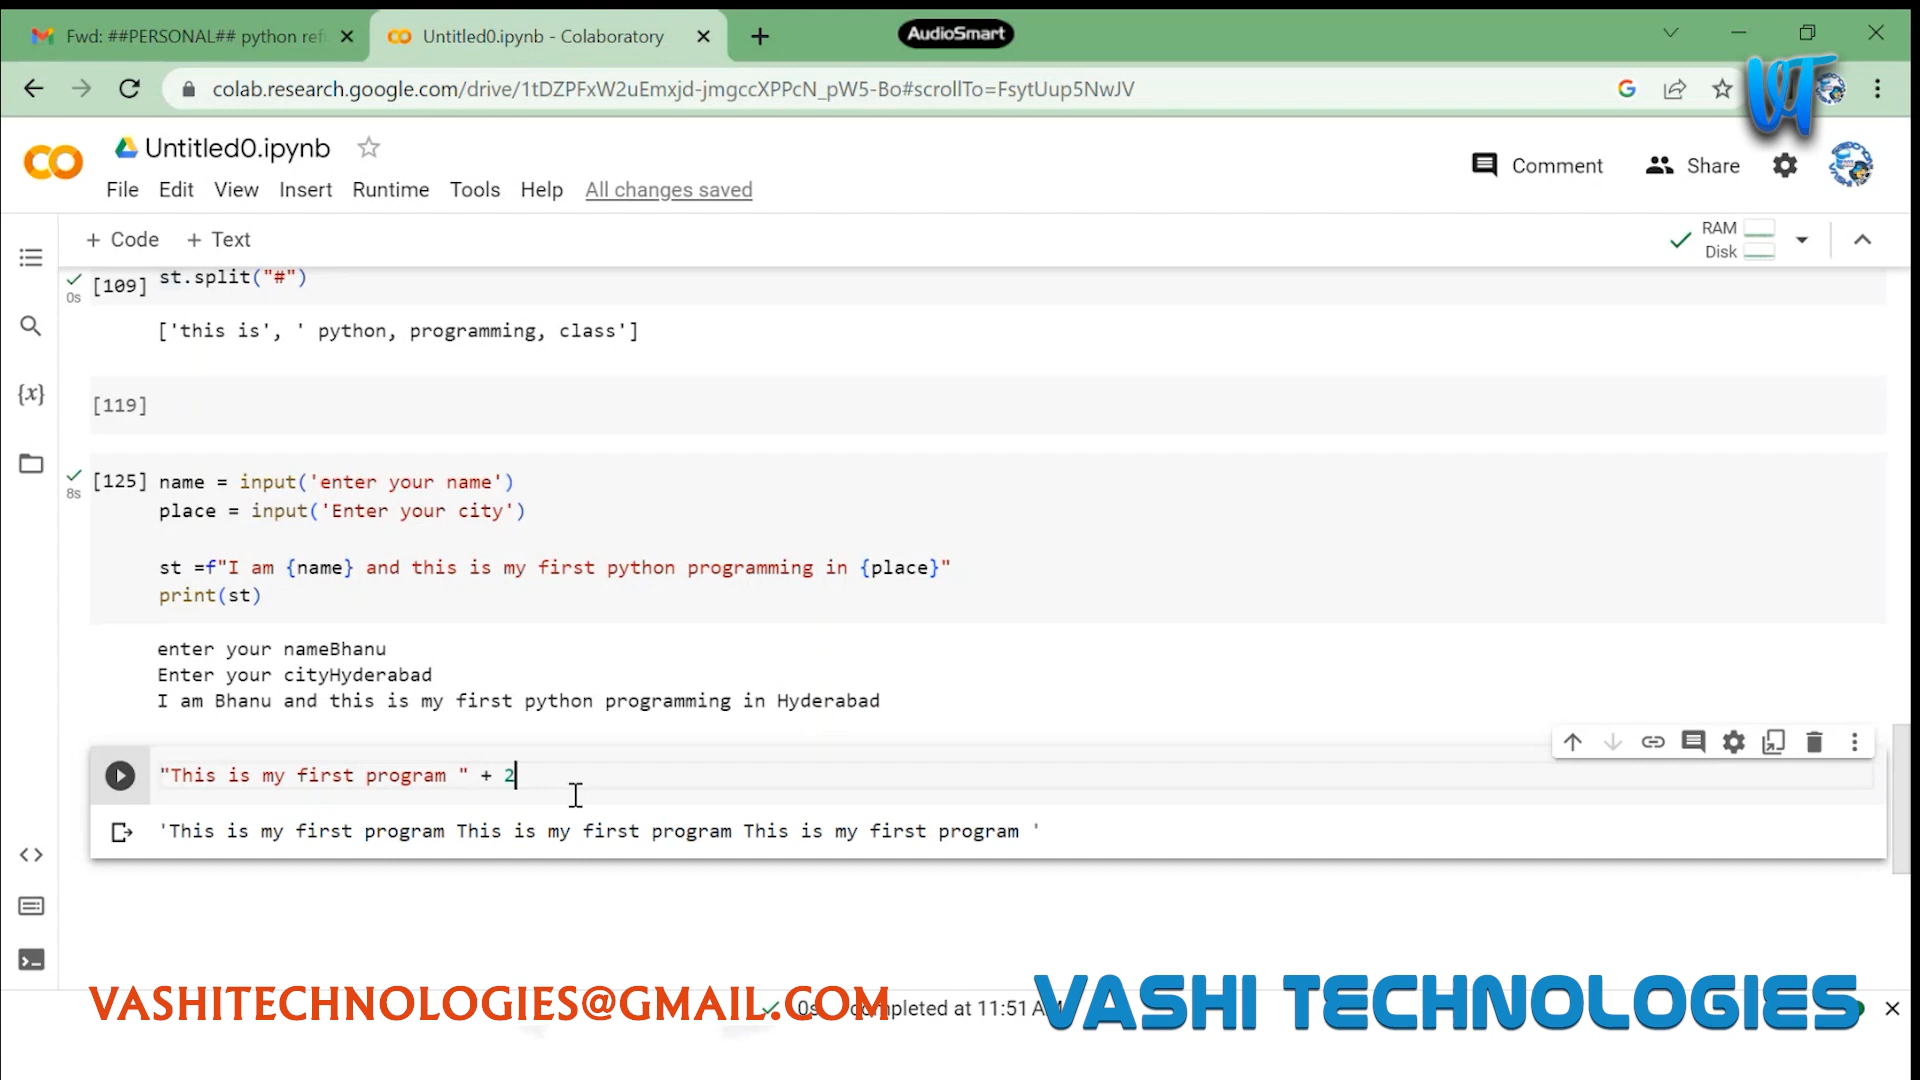 AudioSmart
Fwd: ##PERSONAL## python ref
Untitled0.ipynb - Colaboratory
colab.research.google.com/drive/1tDZPFxW2uEmxjd-jmgccXPPcN_pW5-Bo#scrollTo=FsytUup5NwJV
VT
Untitled0.ipynb
Comment
Share
File Edit View Insert Runtime Tools Help All changes saved
+ Code + Text
RAM
Disk
0s [109] st.split("#")
['this is', ' python, programming, class']
[119]
[125] name = input('enter your name')
8s
place = input('Enter your city')
st =f"I am {name} and this is my first python programming in {place}"
print(st)
enter your nameBhanu
Enter your cityHyderabad
I am Bhanu and this is my first python programming in Hyderabad
"This is my first program " + 2
'This is my first program This is my first program This is my first program '
VASHITECHNOLOGIES@GMAIL.COM
completed at 11:51 A
VASHI TECHNOLOGIES